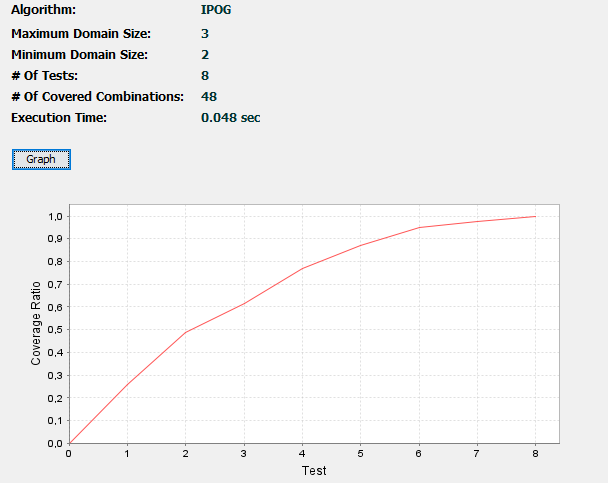 Algorithm: IPOG
Maximum Domain Size: 3
Minimum Domain Size: 2
# Of Tests: 8
# Of Covered Combinations: 48
Execution Time: 0.048 sec
Graph
1,0
0,9
0,8
0,7
0,6
0,5
0,4
0,3
0,2
0,1
0,0
Coverage Ratio
0 1 2 3 4 5 6 7 8
Test